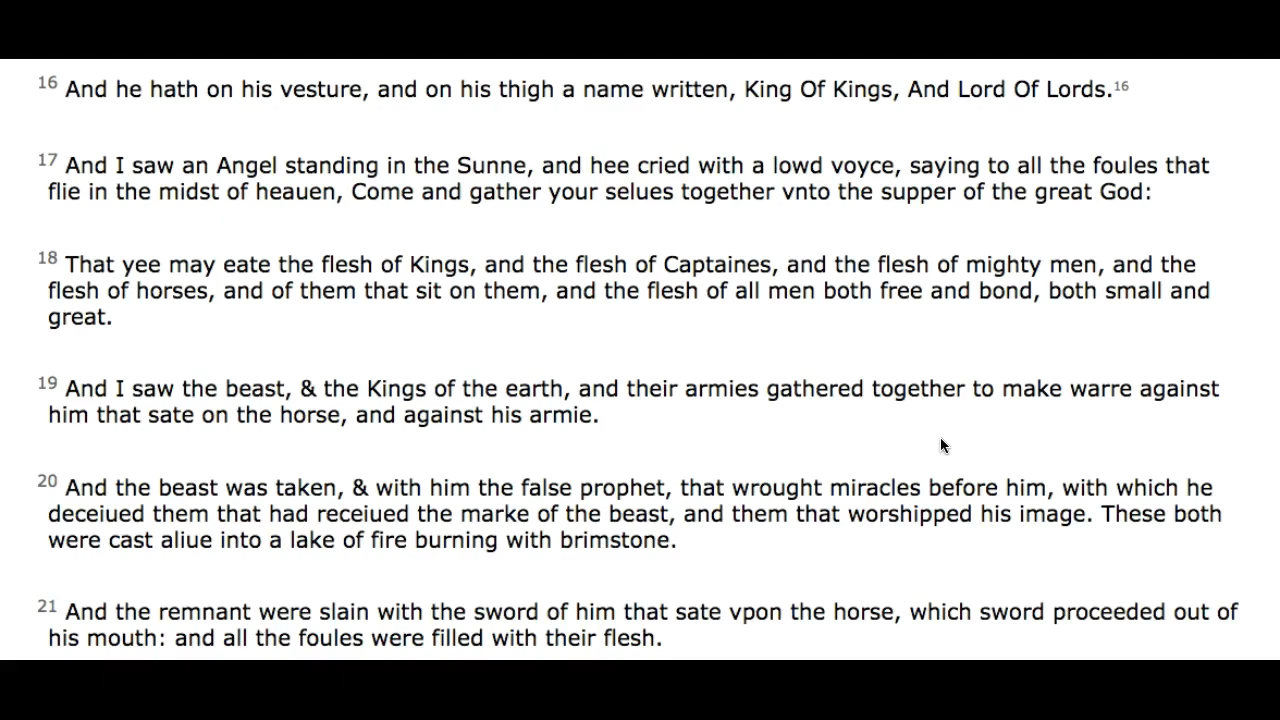 16 And he hath on his vesture, and on his thigh a name written, King Of Kings, And Lord Of Lords.16
17 And I saw an Angel standing in the Sunne, and hee cried with a lowd voyce, saying to all the foules that
flie in the midst of heauen, Come and gather your selues together vnto the supper of the great God:
18 That yee may eate the flesh of Kings, and the flesh of Captaines, and the flesh of mighty men, and the
flesh of horses, and of them that sit on them, and the flesh of all men both free and bond, both small and
great.
19 And I saw the beast, & the Kings of the earth, and their armies gathered together to make warre against
him that sate on the horse, and against his armie.
20 And the beast was taken, & with him the false prophet, that wrought miracles before him, with which he
deceiued them that had receiued the marke of the beast, and them that worshipped his image. These both
were cast aliue into a lake of fire burning with brimstone.
21 And the remnant were slain with the sword of him that sate vpon the horse, which sword proceeded out of
his mouth: and all the foules were filled with their flesh.